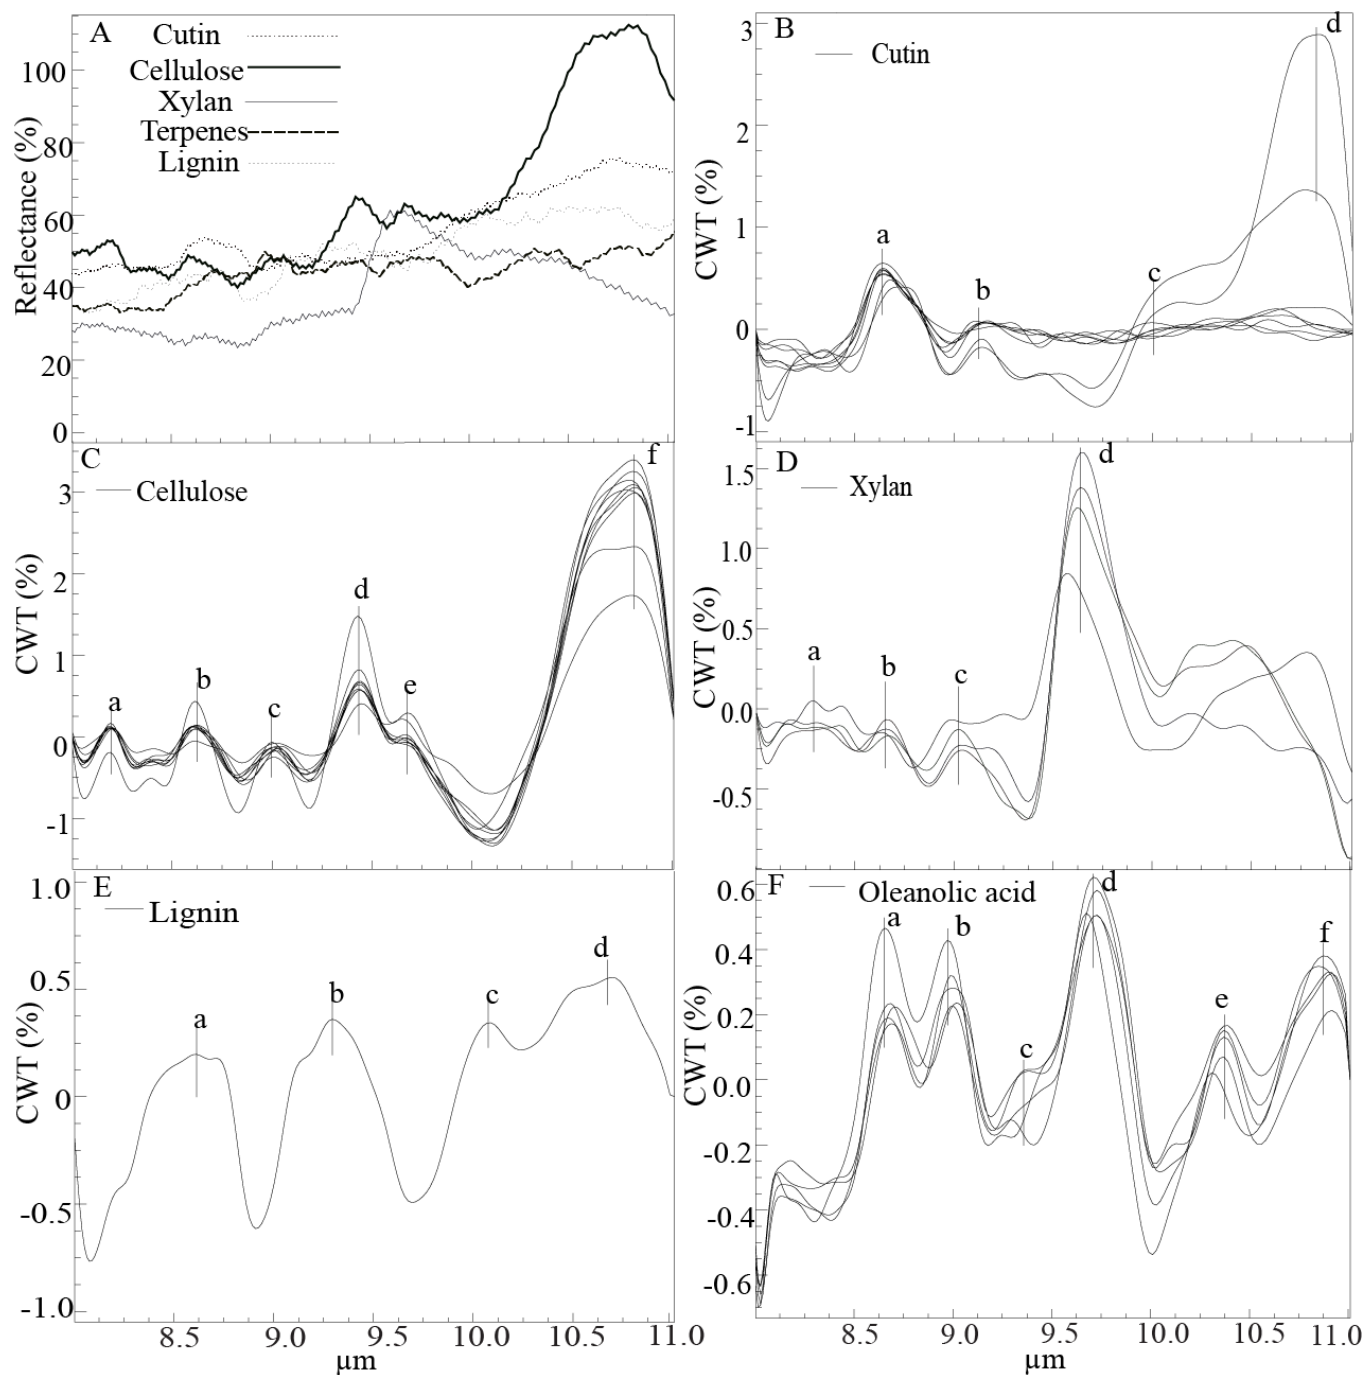 A
Cutin
Cellulose
Xylan
Terpenes
Lignin
Reflectance (%)
100
80
60
40
20
0
B
Cutin
CWT (%)
3
2
1
0
-1
a
b
c
d
C
Cellulose
CWT (%)
3
2
1
0
-1
a
b
c
d
e
f
D
Xylan
CWT (%)
1.5
1.0
0.5
0.0
-0.5
a
b
c
d
E
Lignin
CWT (%)
1.0
0.5
0
-0.5
-1.0
a
b
c
d
8.5 9.0 9.5 10.0 10.5 11.0
µm
F
Oleanolic acid
CWT (%)
0.6
0.4
0.2
0.0
-0.2
-0.4
-0.6
a
b
c
d
e
f
8.5 9.0 9.5 10.0 10.5 11.0
µm